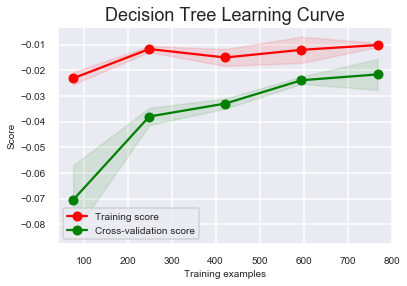 Decision Tree Learning Curve
−0.01
−0.02
−0.03
−0.04
−0.05
−0.06
−0.07
−0.08
Score
Training score
Cross-validation score
100 200 300 400 500 600 700 800
Training examples